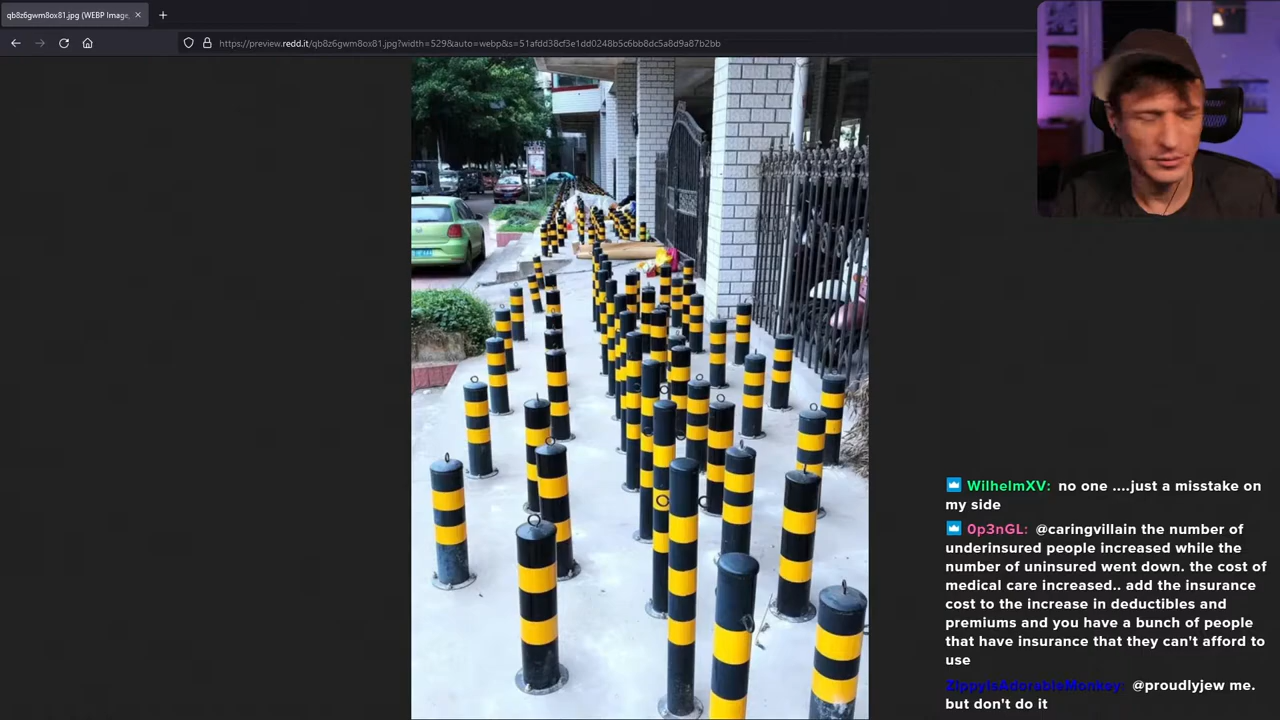 qb8z6gwm8ox81.jpg (WEBP Image,
https://preview.redd.it/qb8z6gwm8ox81.jpg?width=529&auto=webp&s=51afdd38cf3e1dd0248b5c6bb8dc5a8d9a87b2bb
WilhelmXV: no one ....just a misstake on
my side
0p3nGL: @caringvillain the number of
underinsured people increased while the
number of uninsured went down. the cost of
medical care increased.. add the insurance
cost to the increase in deductibles and
premiums and you have a bunch of people
that have insurance that they can't afford to
use
ZippyIsAdorableMonkey: @proudlyjew me.
but don't do it